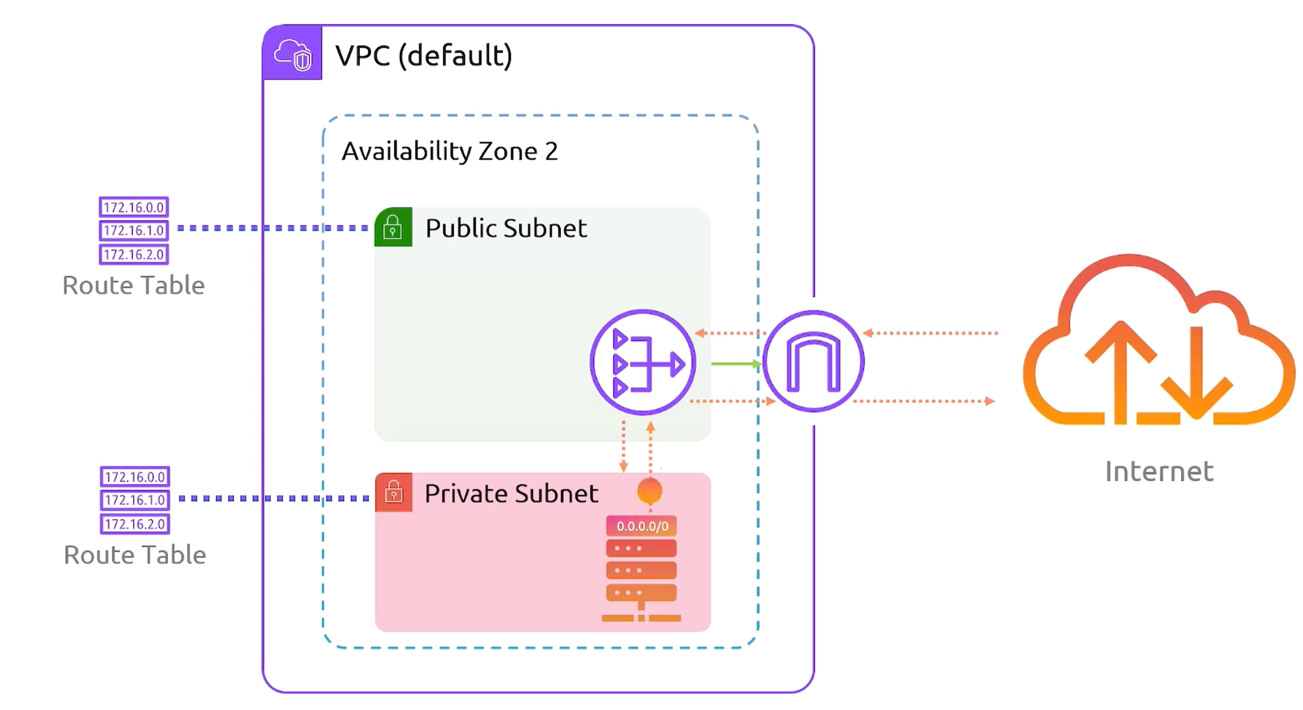 VPC (default)
Availability Zone 2
172.16.0.0
172.16.1.0
172.16.2.0
Route Table
Public Subnet
Internet
172.16.0.0
172.16.1.0
172.16.2.0
Route Table
Private Subnet
0.0.0.0/0